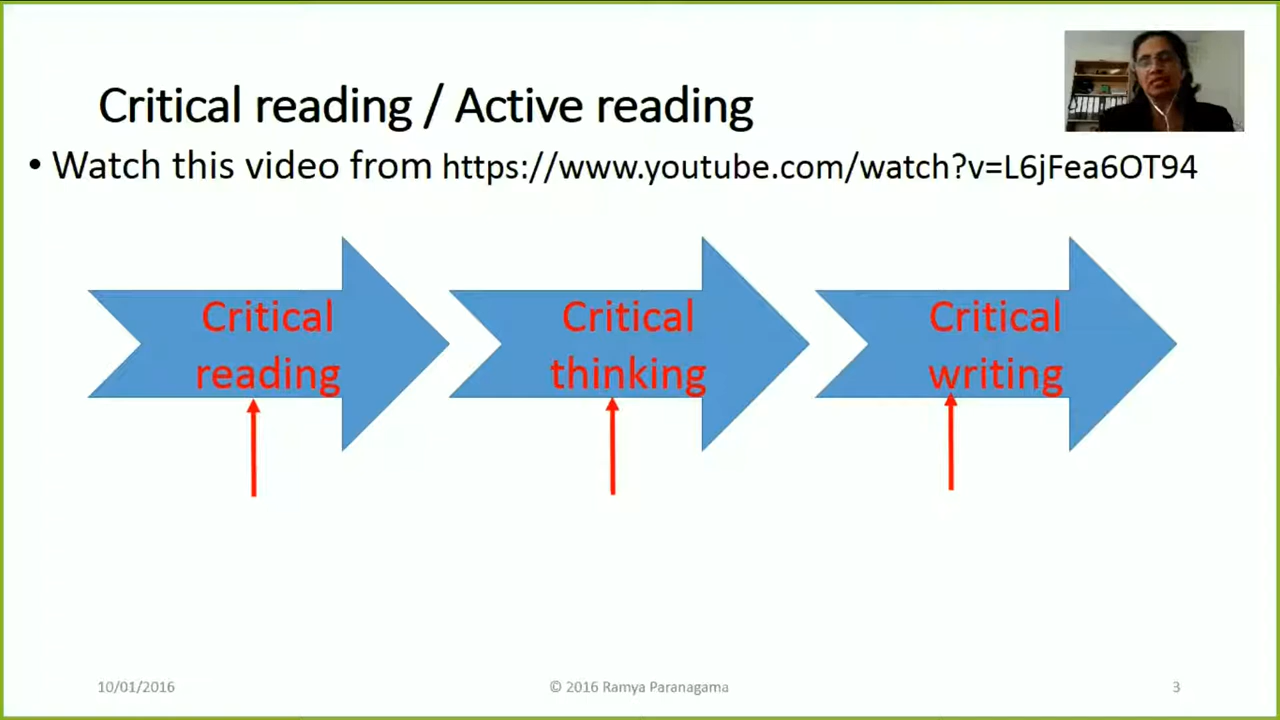 Critical reading / Active reading
• Watch this video from https://www.youtube.com/watch?v=L6jFea6OT94
Critical
reading
Critical
thinking
Critical
writing
10/01/2016
© 2016 Ramya Paranagama
3